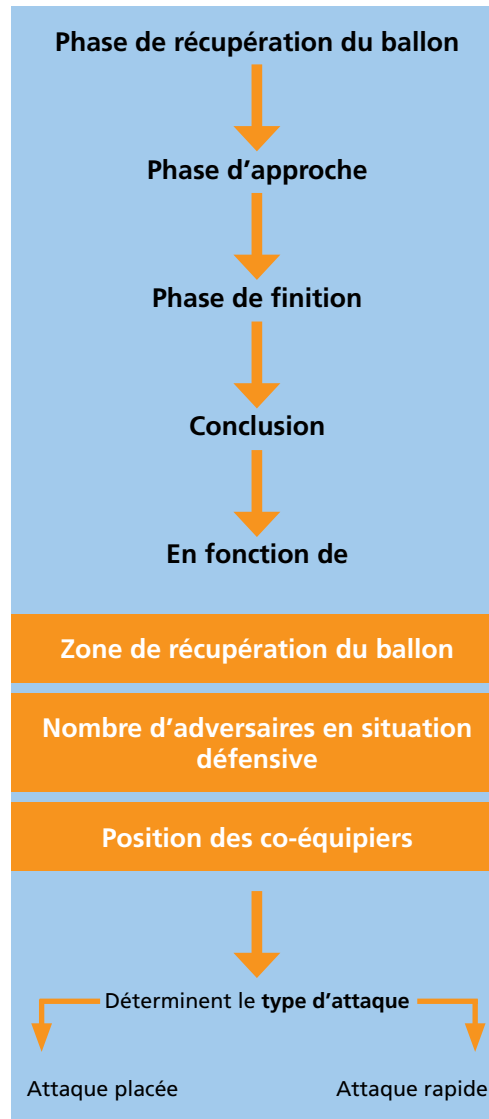 Phase de récupération du ballon
Phase d’approche
Phase de finition
Conclusion
En fonction de
Zone de récupération du ballon
Nombre d’adversaires en situation
défensive
Position des co-équipiers
Déterminent le type d’attaque
Attaque placée
Attaque rapide